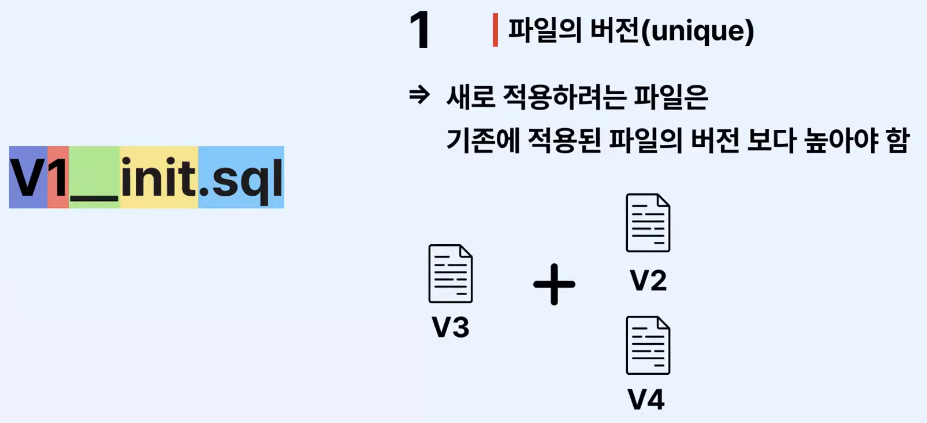 V1__init.sql
1 파일의 버전(unique)
⇒ 새로 적용하려는 파일은
기존에 적용된 파일의 버전 보다 높아야 함
V3
+
V2
V4